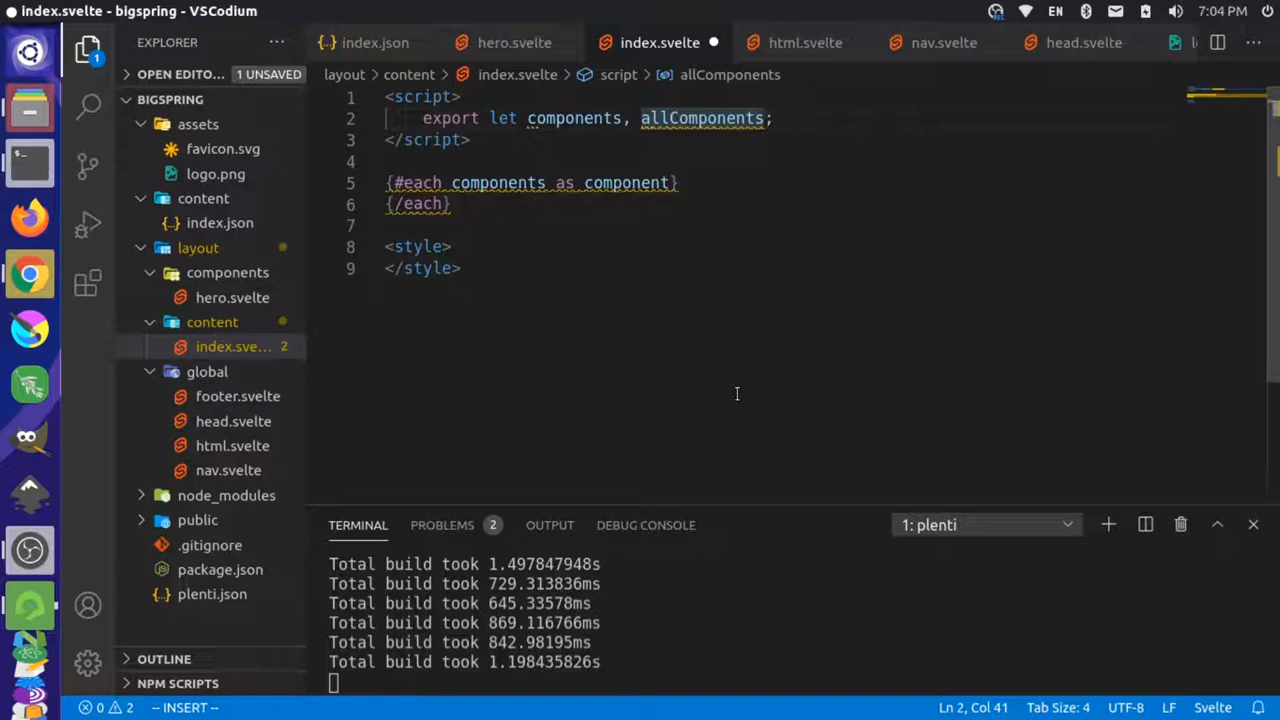 index.svelte - bigspring - VSCodium
EN
7:04 PM
EXPLORER
OPEN EDITO...
1 UNSAVED
BIGSPRING
assets
favicon.svg
logo.png
content
index.json
layout
components
hero.svelte
content
index.sve...
2
global
footer.svelte
head.svelte
html.svelte
nav.svelte
node_modules
public
.gitignore
package.json
plenti.json
OUTLINE
NPM SCRIPTS
1
index.json
hero.svelte
index.svelte
html.svelte
nav.svelte
head.svelte
layout > content > index.svelte > script > allComponents
1 <script>
2 export let components, allComponents;
3 </script>
4
5 {#each components as component}
6 {/each}
7
8 <style>
9 </style>
TERMINAL
PROBLEMS
2
OUTPUT
DEBUG CONSOLE
1: plenti
Total build took 1.497847948s
Total build took 729.313836ms
Total build took 645.33578ms
Total build took 869.116766ms
Total build took 842.98195ms
Total build took 1.198435826s
0
2
-- INSERT --
Ln 2, Col 41
Tab Size: 4
UTF-8
LF
Svelte